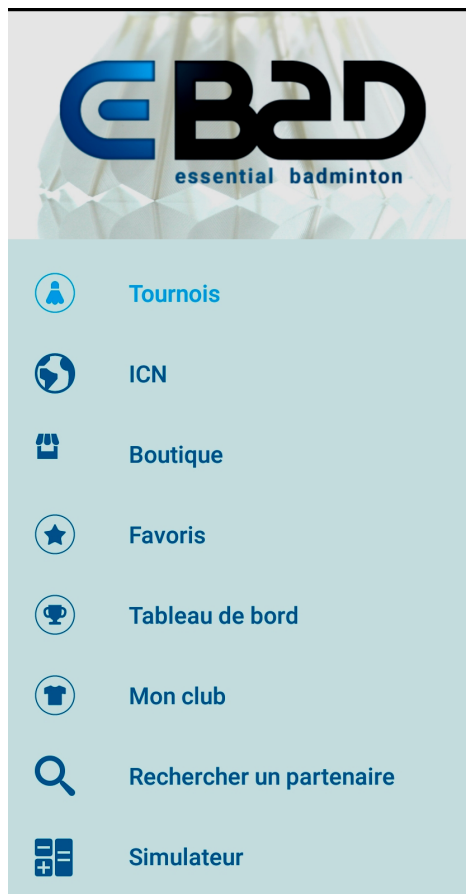 EBAD
essential badminton
Tournois
ICN
Boutique
Favoris
Tableau de bord
Mon club
Rechercher un partenaire
Simulateur